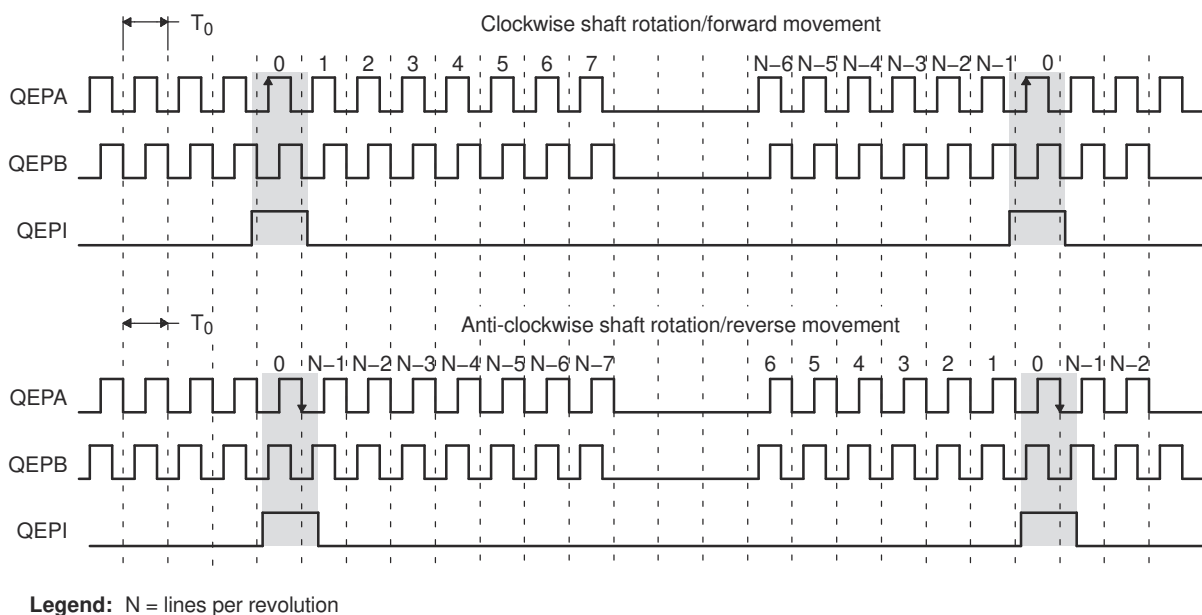 T0 Clockwise shaft rotation/forward movement
0 1 2 3 4 5 6 7 N–6 N–5 N–4 N–3 N–2 N–1 0
QEPA
QEPB
QEPI
T0 Anti-clockwise shaft rotation/reverse movement
0 N–1 N–2 N–3 N–4 N–5 N–6 N–7 6 5 4 3 2 1 0 N–1 N–2
QEPA
QEPB
QEPI
Legend: N = lines per revolution